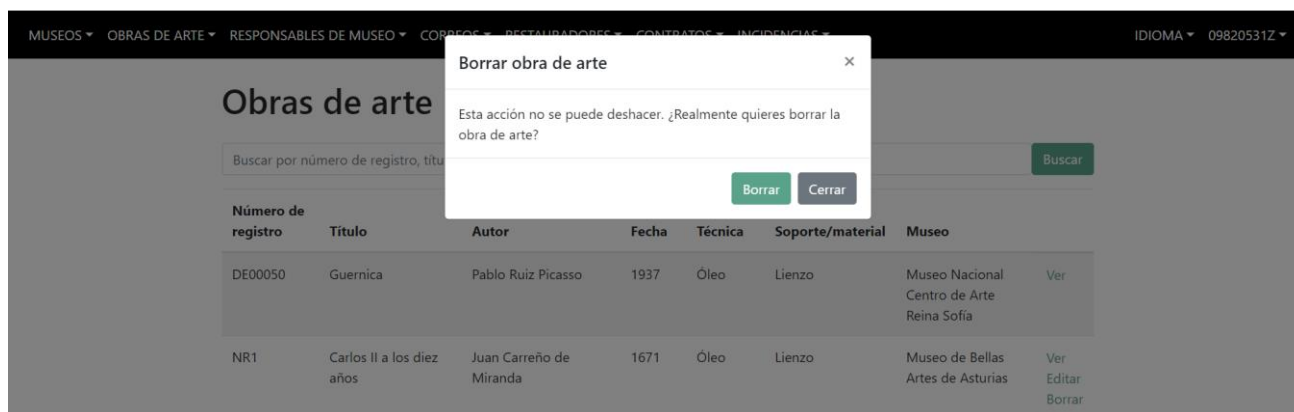 MUSEOS OBRAS DE ARTE RESPONSABLES DE MUSEO CORREOS RESTAURADORES CONTRATOS INCIDENCIAS IDIOMA 09820531Z
Borrar obra de arte ×
Obras de arte
Esta acción no se puede deshacer. ¿Realmente quieres borrar la
obra de arte?
Buscar por número de registro, títu Buscar
Borrar Cerrar
Número de
registro Título Autor Fecha Técnica Soporte/material Museo
DE00050 Guernica Pablo Ruiz Picasso 1937 Óleo Lienzo Museo Nacional Ver
Centro de Arte
Reina Sofía
NR1 Carlos II a los diez Juan Carreño de 1671 Óleo Lienzo Museo de Bellas Ver
años Miranda Artes de Asturias Editar
Borrar